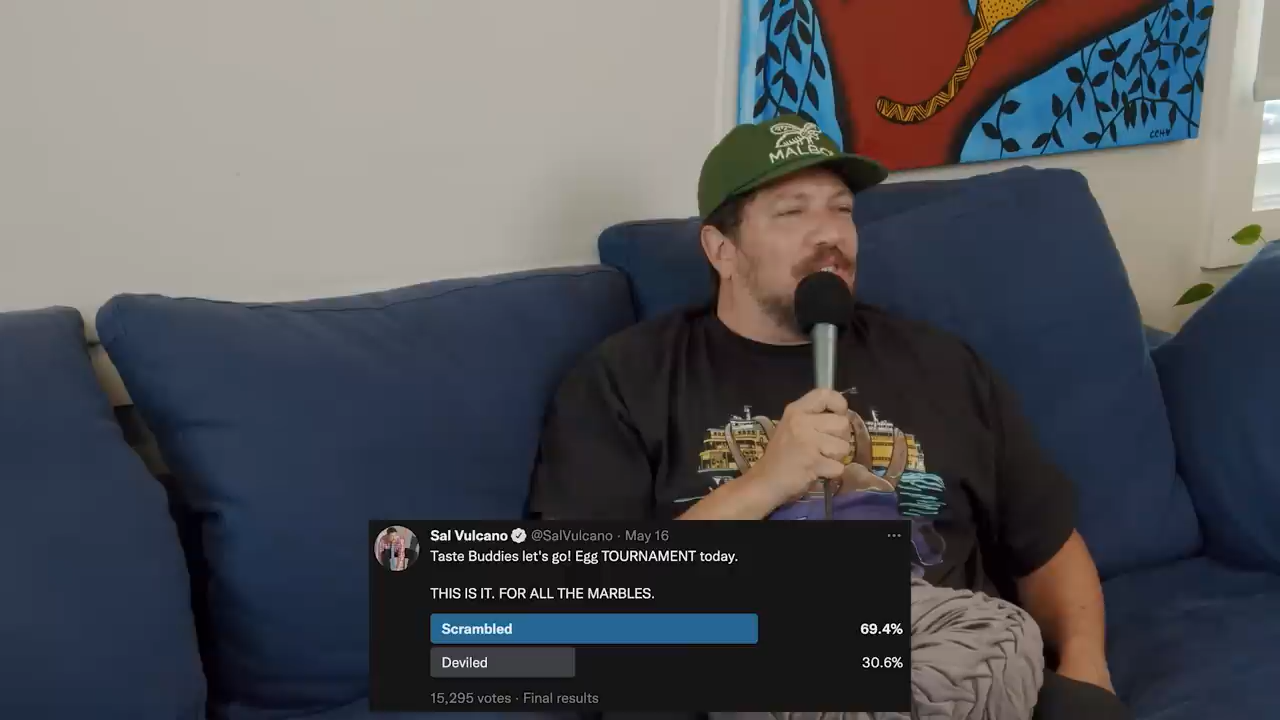 MALBO
Sal Vulcano @SalVulcano · May 16 ···
Taste Buddies let's go! Egg TOURNAMENT today.
THIS IS IT. FOR ALL THE MARBLES.
Scrambled 69.4%
Deviled 30.6%
15,295 votes · Final results